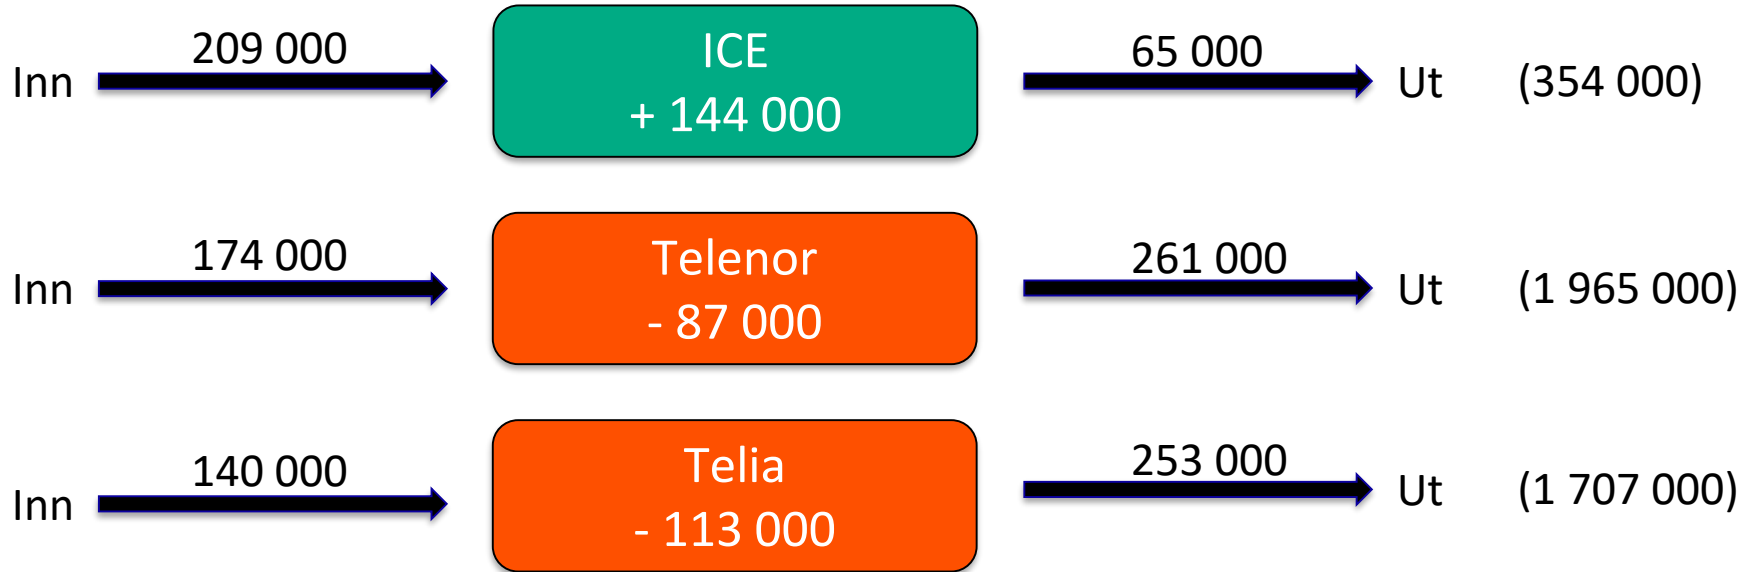 209 000
ICE
65 000
Inn
+ 144 000
Ut
(354 000)
174 000
Telenor
261 000
Inn
- 87 000
Ut
(1 965 000)
140 000
Telia
253 000
Inn
- 113 000
Ut
(1 707 000)